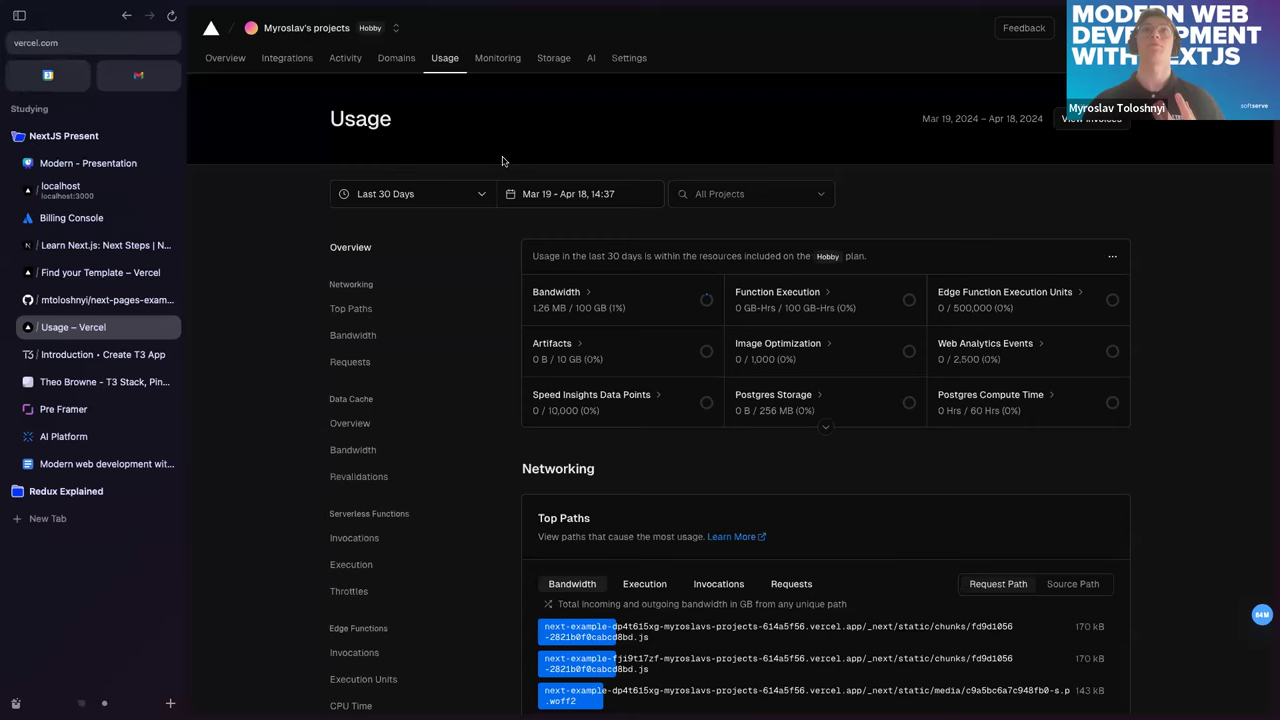 vercel.com
Studying
NextJS Present
Modern - Presentation
localhost
localhost:3000
Billing Console
/ Learn Next.js: Next Steps | N...
/ Find your Template – Vercel
mtoloshnyi/next-pages-exam...
/ Usage – Vercel
/ Introduction • Create T3 App
Theo Browne - T3 Stack, Pin...
Pre Framer
AI Platform
Modern web development wit...
Redux Explained
New Tab
/ Myroslav's projects Hobby
Feedback
Overview Integrations Activity Domains Usage Monitoring Storage AI Settings
MODERN WEB
DEVELOPMENT
WITH NEXTJS
Myroslav Toloshnyi
softserve
Usage
Mar 19, 2024 – Apr 18, 2024
View Invoices
Last 30 Days
Mar 19 - Apr 18, 14:37
All Projects
Overview
Networking
Top Paths
Bandwidth
Requests
Data Cache
Overview
Bandwidth
Revalidations
Serverless Functions
Invocations
Execution
Throttles
Edge Functions
Invocations
Execution Units
CPU Time
Usage in the last 30 days is within the resources included on the Hobby plan.
Bandwidth
1.26 MB / 100 GB (1%)
Function Execution
0 GB-Hrs / 100 GB-Hrs (0%)
Edge Function Execution Units
0 / 500,000 (0%)
Artifacts
0 B / 10 GB (0%)
Image Optimization
0 / 1,000 (0%)
Web Analytics Events
0 / 2,500 (0%)
Speed Insights Data Points
0 / 10,000 (0%)
Postgres Storage
0 B / 256 MB (0%)
Postgres Compute Time
0 Hrs / 60 Hrs (0%)
Networking
Top Paths
View paths that cause the most usage. Learn More
Bandwidth Execution Invocations Requests
Request Path Source Path
Total incoming and outgoing bandwidth in GB from any unique path
next-example-dp4t615xg-myroslavs-projects-614a5f56.vercel.app/_next/static/chunks/fd9d1056
-2821b0f0cabcd8bd.js
170 kB
next-example-fji9t17zf-myroslavs-projects-614a5f56.vercel.app/_next/static/chunks/fd9d1056
-2821b0f0cabcd8bd.js
170 kB
next-example-dp4t615xg-myroslavs-projects-614a5f56.vercel.app/_next/static/media/c9a5bc6a7c948fb0-s.p
.woff2
143 kB